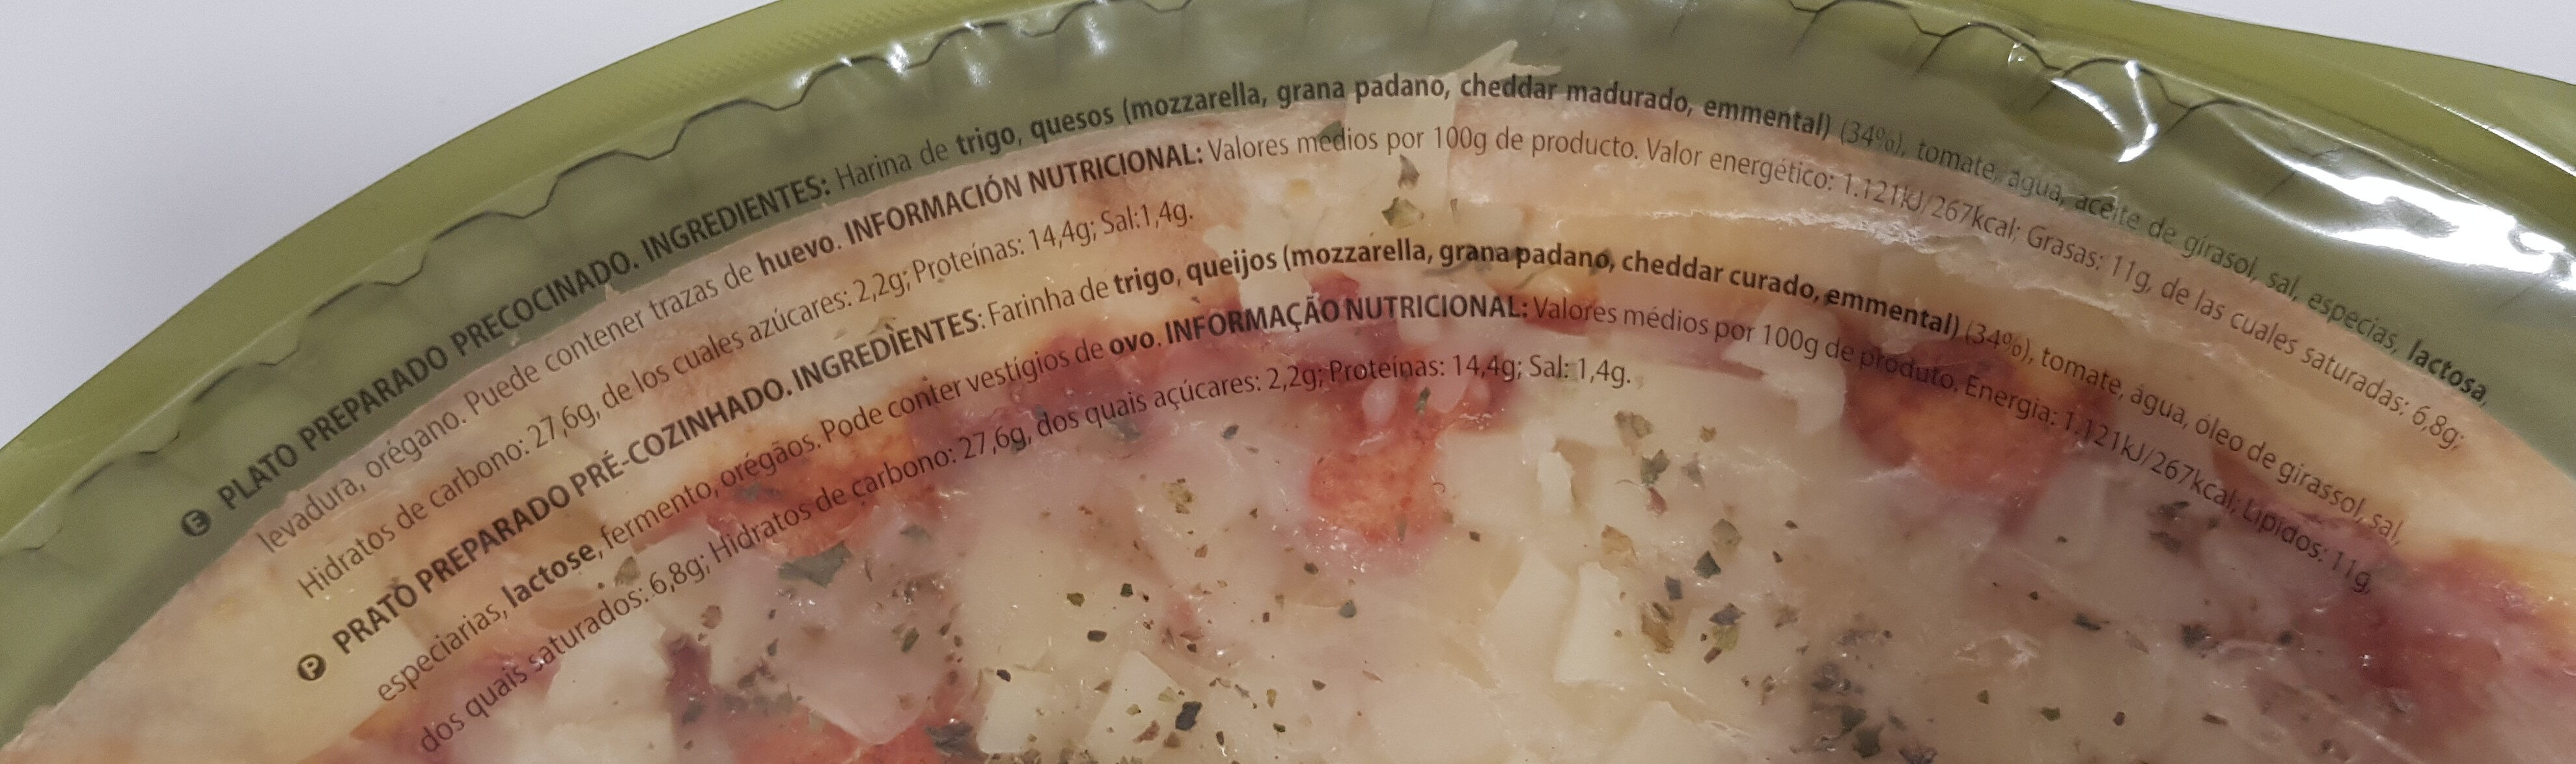 E PLATO PREPARADO PRECOCINADO. INGREDIENTES: Harina de trigo, quesos (mozzarella, grana padano, cheddar madurado, emmental) (34%), tomate, agua, aceite de girasol, sal, especias, lactosa,
levadura, orégano. Puede contener trazas de huevo. INFORMACIÓN NUTRICIONAL: Valores medios por 100g de producto. Valor energético: 1.121kJ/267kcal; Grasas: 11g, de las cuales saturadas: 6,8g;
Hidratos de carbono: 27,6g, de los cuales azúcares: 2,2g; Proteínas: 14,4g; Sal:1,4g.
P PRATO PREPARADO PRÉ-COZINHADO. INGREDIENTES: Farinha de trigo, queijos (mozzarella, grana padano, cheddar curado, emmental) (34%), tomate, água, óleo de girassol, sal,
especiarias, lactose, fermento, orégãos. Pode conter vestígios de ovo. INFORMAÇÃO NUTRICIONAL: Valores médios por 100g de produto. Energia: 1.121kJ/267kcal; Lípidos: 11g,
dos quais saturados: 6,8g; Hidratos de carbono: 27,6g, dos quais açúcares: 2,2g; Proteínas: 14,4g; Sal: 1,4g.